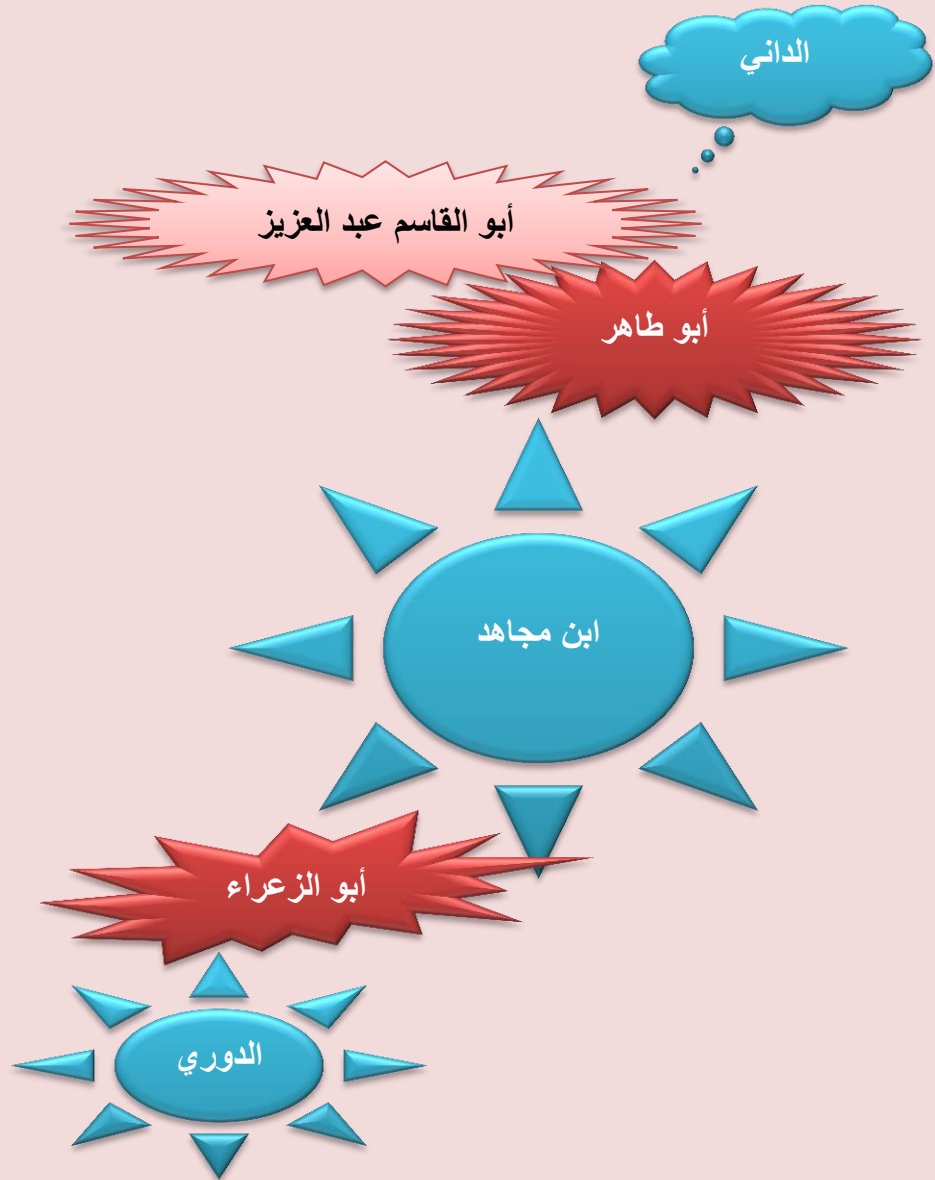 الداني
أبو القاسم عبد العزيز
أبو طاهر
ابن مجاهد
أبو الزعراء
الدوري